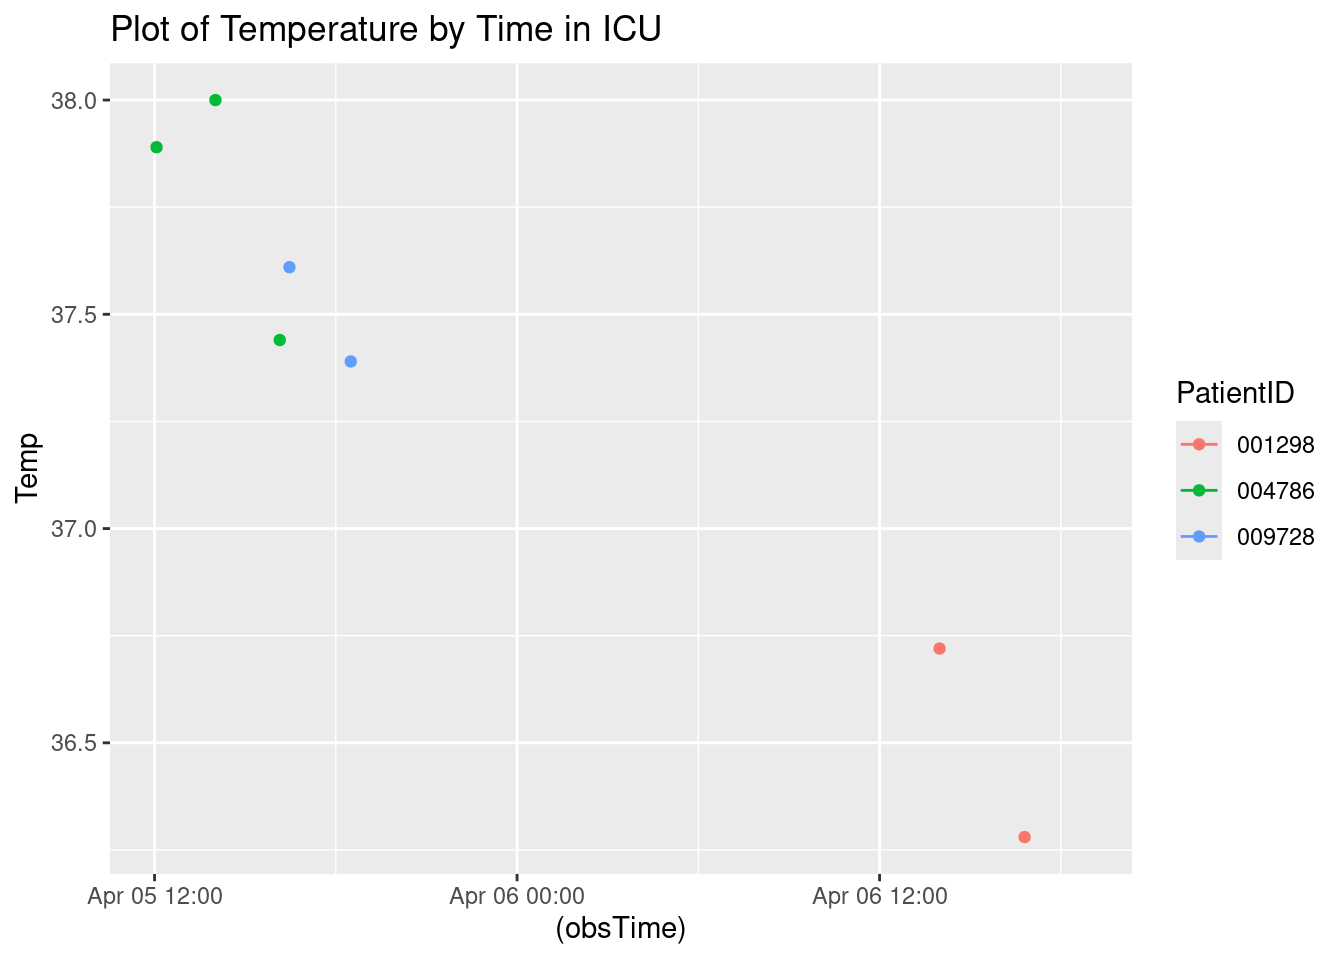 Plot of Temperature by Time in ICU
38.0
37.5
37.0
36.5
Temp
Apr 05 12:00
Apr 06 00:00
Apr 06 12:00
(obsTime)
PatientID
001298
004786
009728